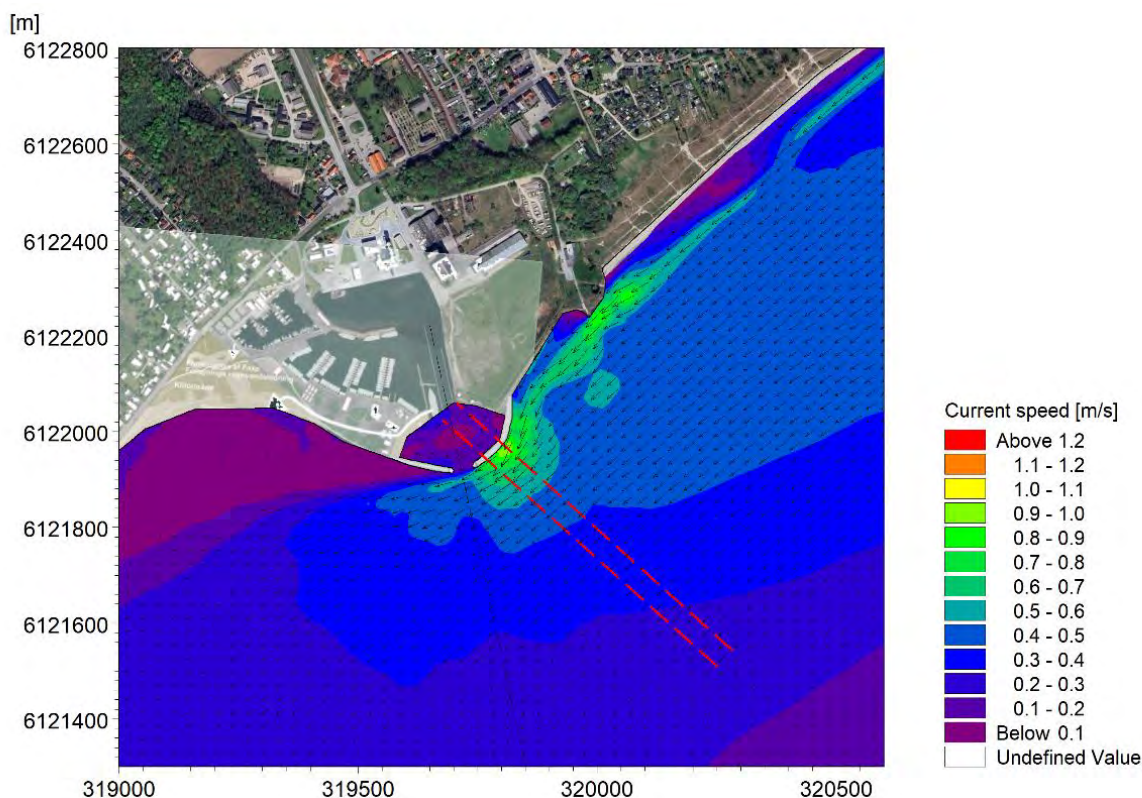 [m]
6122800
6122600
6122400
6122200
6122000
6121800
6121600
6121400
319000 319500 320000 320500
Current speed [m/s]
Above 1.2
1.1 - 1.2
1.0 - 1.1
0.9 - 1.0
0.8 - 0.9
0.7 - 0.8
0.6 - 0.7
0.5 - 0.6
0.4 - 0.5
0.3 - 0.4
0.2 - 0.3
0.1 - 0.2
Below 0.1
Undefined Value